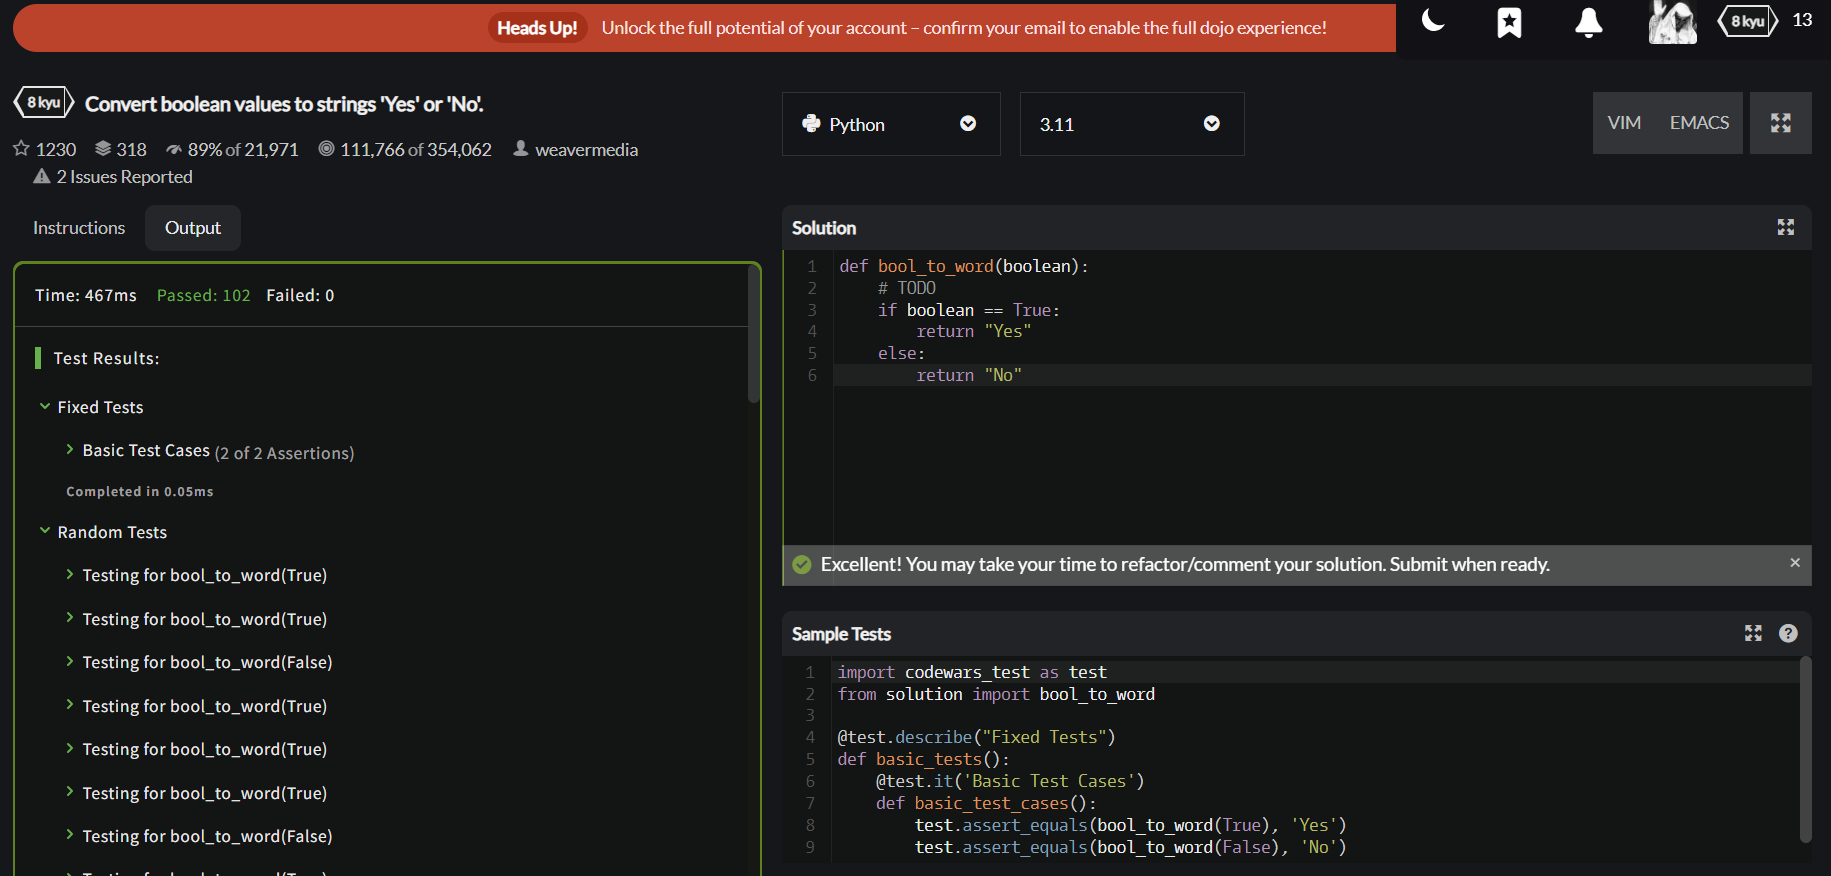 Heads Up! Unlock the full potential of your account – confirm your email to enable the full dojo experience!
8 kyu 13
8 kyu Convert boolean values to strings 'Yes' or 'No'.
1230 318 89% of 21,971 111,766 of 354,062 weavermedia
2 Issues Reported
Python 3.11 VIM EMACS
Instructions Output
Time: 467ms Passed: 102 Failed: 0
Test Results:
Fixed Tests
Basic Test Cases (2 of 2 Assertions)
Completed in 0.05ms
Random Tests
Testing for bool_to_word(True)
Testing for bool_to_word(True)
Testing for bool_to_word(False)
Testing for bool_to_word(True)
Testing for bool_to_word(True)
Testing for bool_to_word(True)
Testing for bool_to_word(False)
Solution
1 def bool_to_word(boolean):
2 # TODO
3 if boolean == True:
4 return "Yes"
5 else:
6 return "No"
Excellent! You may take your time to refactor/comment your solution. Submit when ready. ×
Sample Tests ?
1 import codewars_test as test
2 from solution import bool_to_word
3
4 @test.describe("Fixed Tests")
5 def basic_tests():
6 @test.it('Basic Test Cases')
7 def basic_test_cases():
8 test.assert_equals(bool_to_word(True), 'Yes')
9 test.assert_equals(bool_to_word(False), 'No')